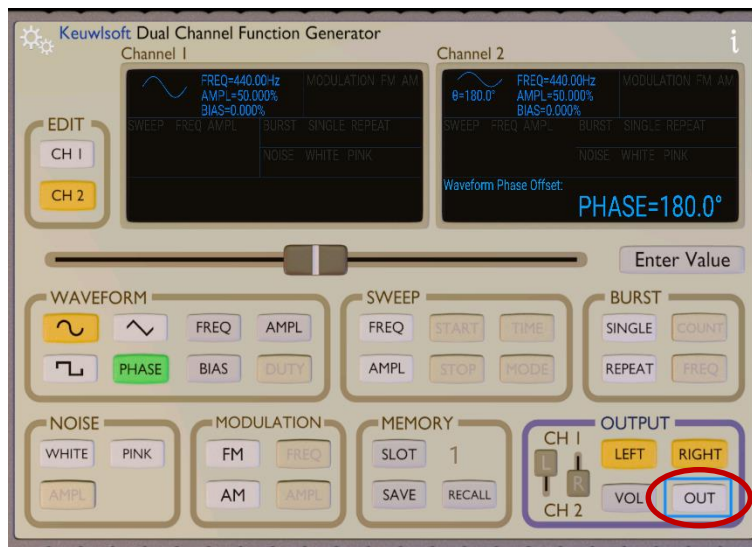 Keuwlsoft Dual Channel Function Generator
i
Channel 1
Channel 2
FREQ=440.00Hz
AMPL=50.000%
BIAS=0.000%
MODULATION FM AM
SWEEP FREQ AMPL
BURST SINGLE REPEAT
NOISE WHITE PINK
θ=180.0°
FREQ=440.00Hz
AMPL=50.000%
BIAS=0.000%
MODULATION FM AM
SWEEP FREQ AMPL
BURST SINGLE REPEAT
NOISE WHITE PINK
Waveform Phase Offset:
PHASE=180.0°
EDIT
CH 1
CH 2
Enter Value
WAVEFORM
FREQ AMPL
PHASE BIAS DUTY
SWEEP
FREQ START TIME
AMPL STOP MODE
BURST
SINGLE COUNT
REPEAT FREQ
NOISE
WHITE PINK
AMPL
MODULATION
FM FREQ
AM AMPL
MEMORY
SLOT 1
SAVE RECALL
OUTPUT
CH 1
L
R
CH 2
LEFT RIGHT
VOL OUT